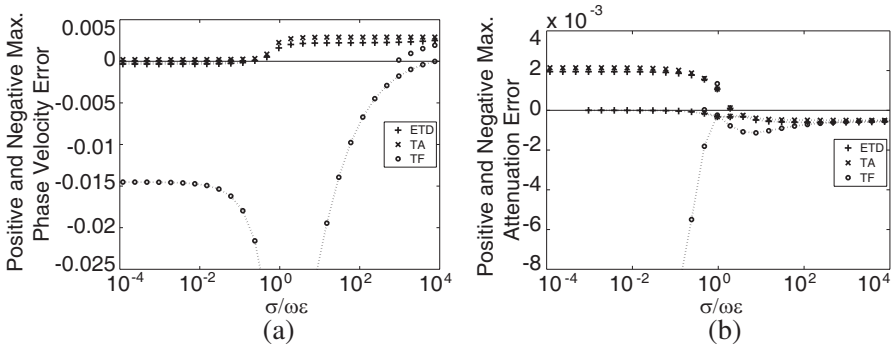 0.005
0
-0.005
-0.01
-0.015
-0.02
-0.025
Positive and Negative Max.
Phase Velocity Error
ETD
TA
TF
10^-4
10^-2
10^0
10^2
10^4
σ/ωε
(a)
x 10^-3
4
2
0
-2
-4
-6
-8
Positive and Negative Max.
Attenuation Error
ETD
TA
TF
10^-4
10^-2
10^0
10^2
10^4
σ/ωε
(b)